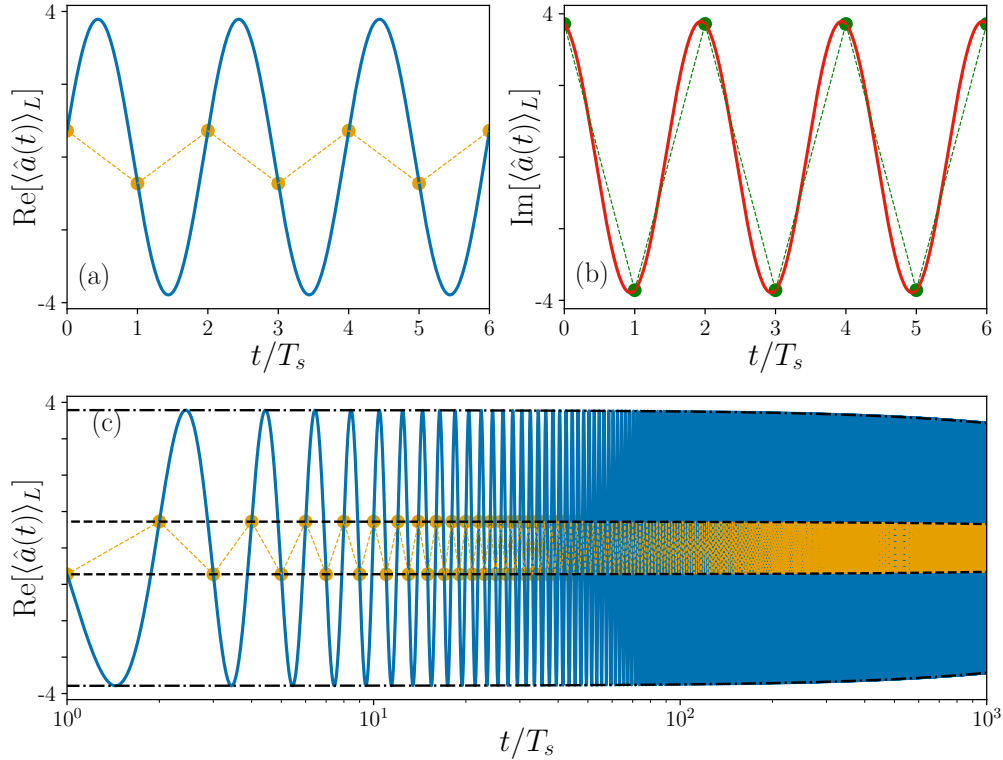 4
-4
Re[⟨â(t)⟩_L]
(a)
0 1 2 3 4 5 6
t/T_s
4
-4
Im[⟨â(t)⟩_L]
(b)
0 1 2 3 4 5 6
t/T_s
4
-4
Re[⟨â(t)⟩_L]
(c)
10^0 10^1 10^2 10^3
t/T_s